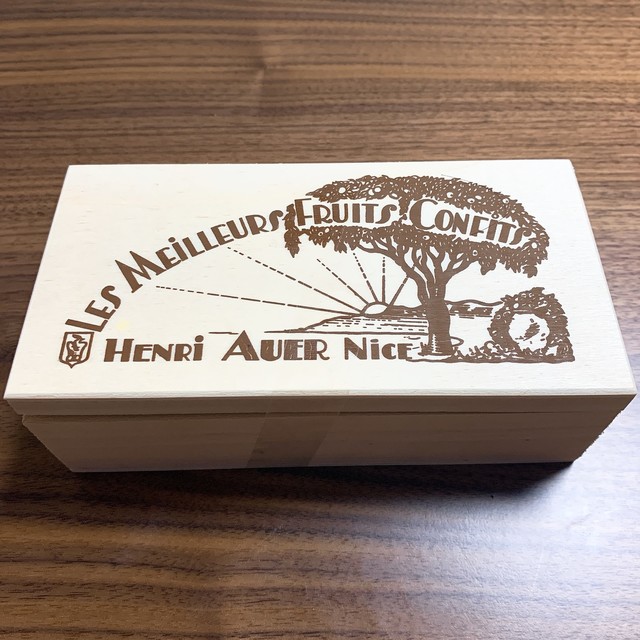 Les Meilleurs Fruits Confits
Henri Auer Nice